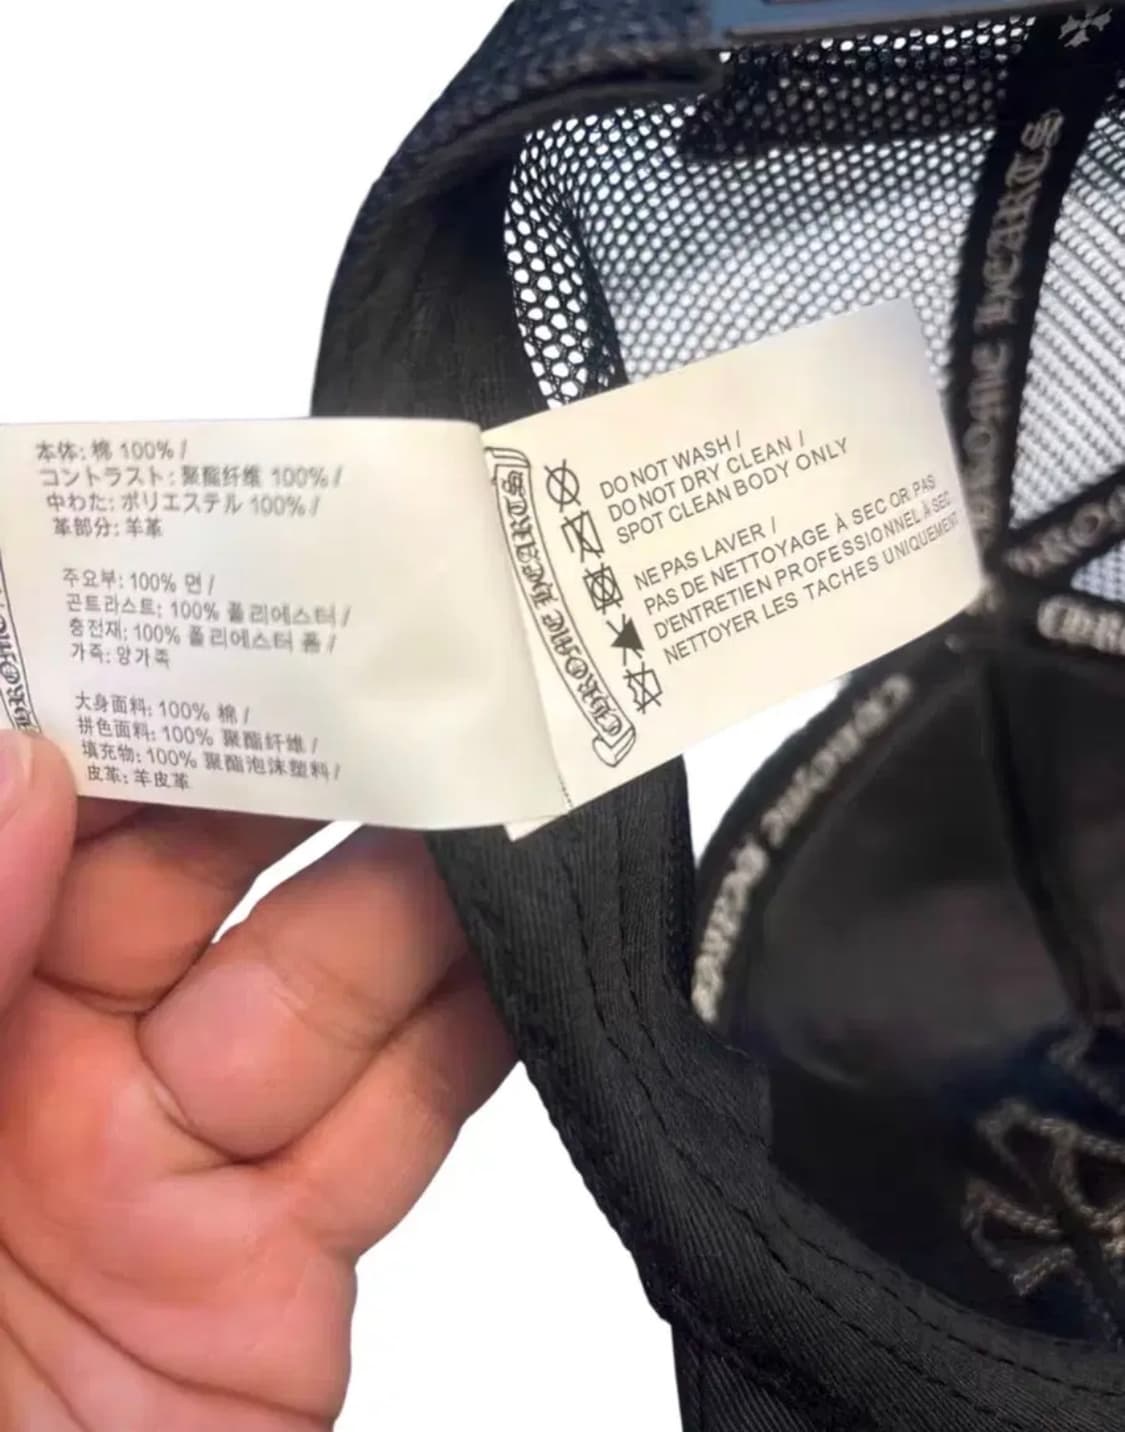 本体: 棉 100% /
コントラスト: 聚酯纤维 100% /
中わた: ポリエステル 100% /
革部分: 羊革
주요부: 100% 면 /
콘트라스트: 100% 폴리에스터 /
충전재: 100% 폴리에스터 폼 /
가죽: 양가죽
大身面料: 100% 棉 /
拼色面料: 100% 聚酯纤维 /
填充物: 100% 聚酯泡沫塑料 /
皮革: 羊皮革
CHROME HEARTS
DO NOT WASH /
DO NOT DRY CLEAN /
SPOT CLEAN BODY ONLY
NE PAS LAVER /
PAS DE NETTOYAGE À SEC OR PAS
D'ENTRETIEN PROFESSIONNEL À SEC
NETTOYER LES TACHES UNIQUEMENT
CHROME HEARTS
CHROME HEARTS